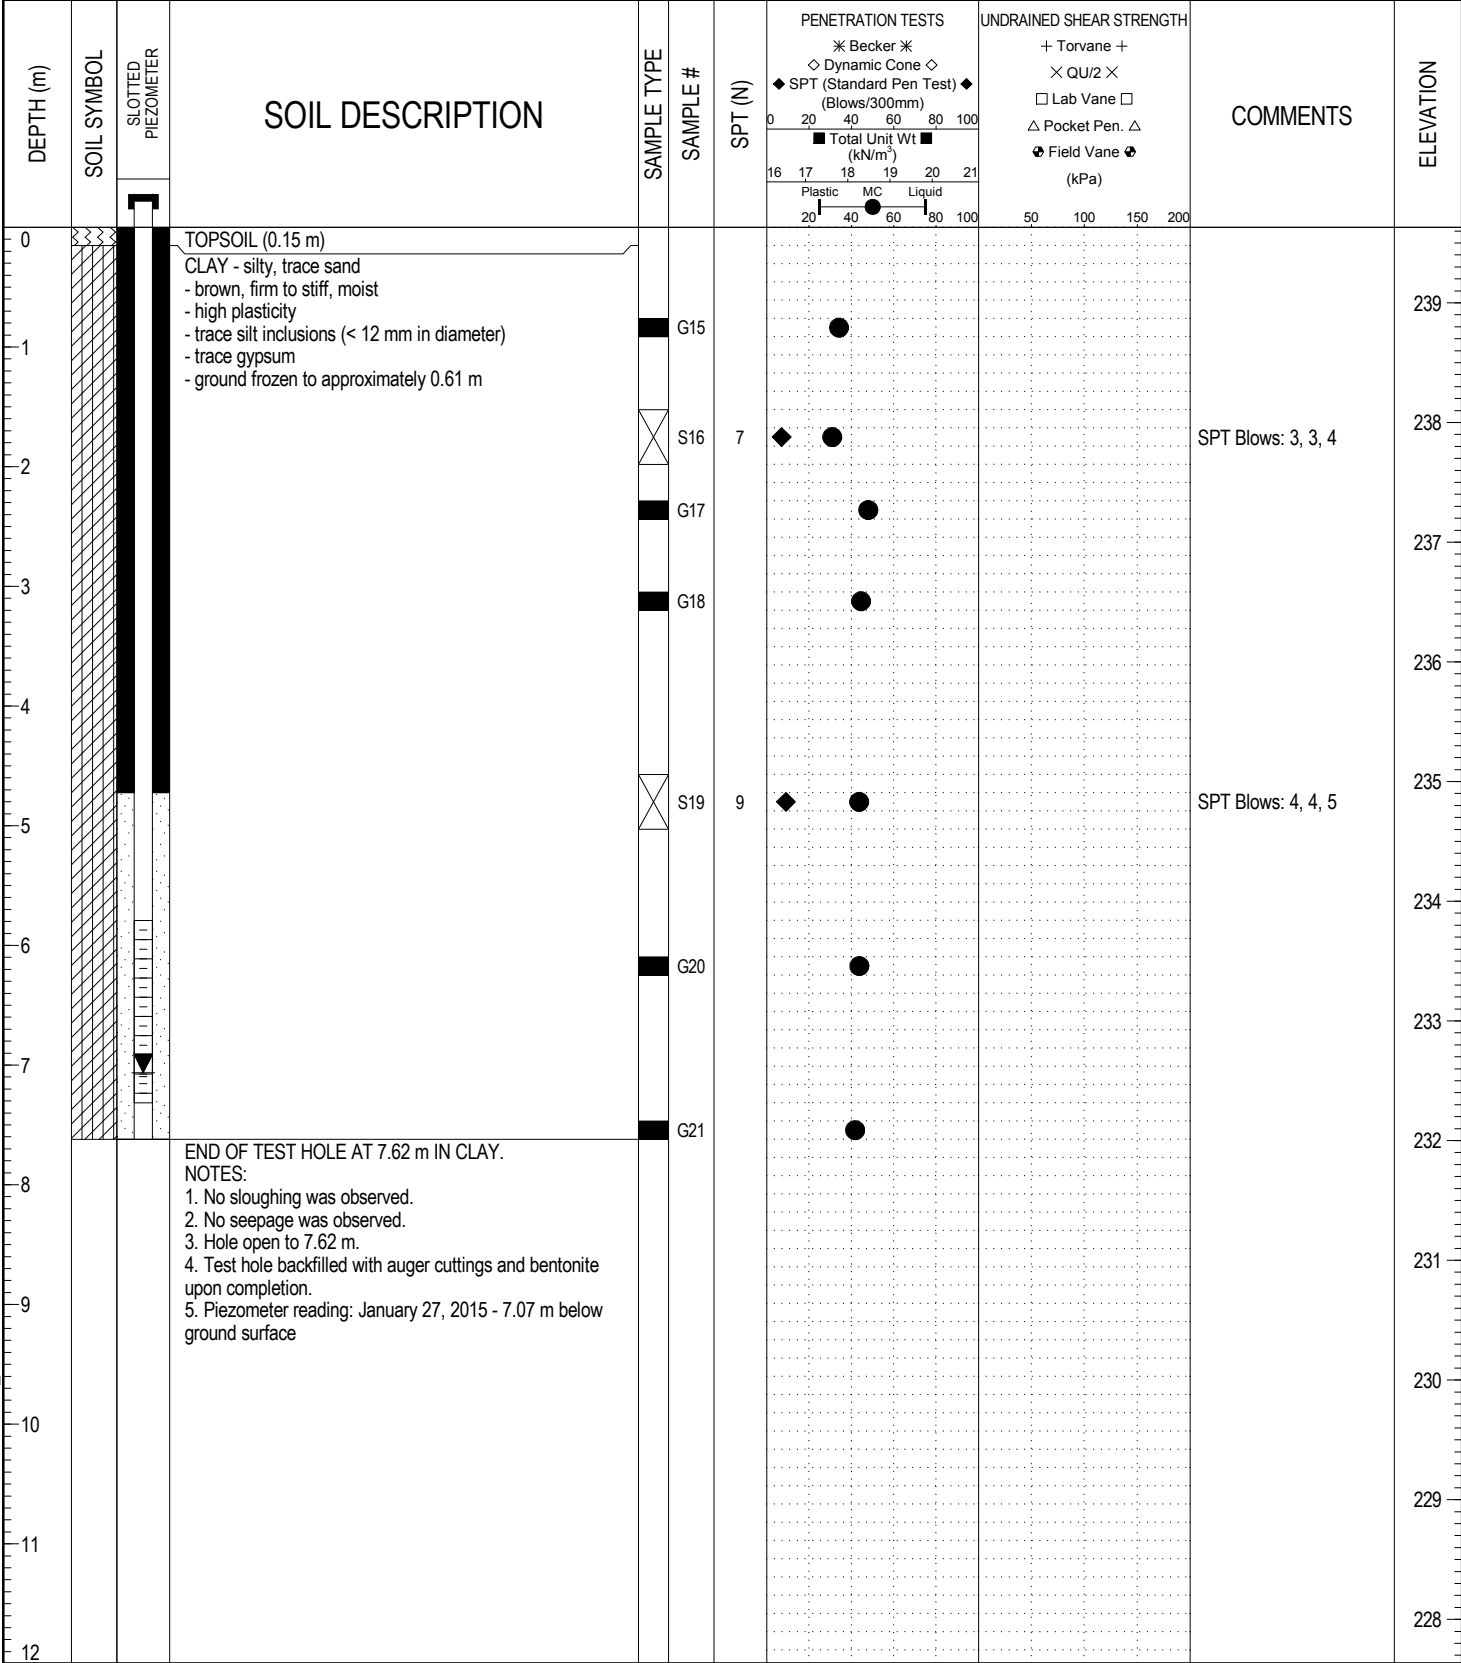 DEPTH (m)
SOIL SYMBOL
SLOTTED
PIEZOMETER
SOIL DESCRIPTION
SAMPLE TYPE
SAMPLE #
SPT (N)
PENETRATION TESTS
✳ Becker ✳
◇ Dynamic Cone ◇
◆ SPT (Standard Pen Test) ◆
(Blows/300mm)
0 20 40 60 80 100
■ Total Unit Wt ■
(kN/m³)
16 17 18 19 20 21
Plastic MC Liquid
20 40 60 80 100
UNDRAINED SHEAR STRENGTH
+ Torvane +
✕ QU/2 ✕
□ Lab Vane □
△ Pocket Pen. △
Field Vane
(kPa)
50 100 150 200
COMMENTS
ELEVATION
0
TOPSOIL (0.15 m)
CLAY - silty, trace sand
- brown, firm to stiff, moist
- high plasticity
- trace silt inclusions (< 12 mm in diameter)
- trace gypsum
- ground frozen to approximately 0.61 m
239
G15
1
S16 7 SPT Blows: 3, 3, 4
238
2
G17
237
3
G18
236
4
235
S19 9 SPT Blows: 4, 4, 5
5
234
6
G20
233
7
G21
232
END OF TEST HOLE AT 7.62 m IN CLAY.
NOTES:
1. No sloughing was observed.
2. No seepage was observed.
3. Hole open to 7.62 m.
4. Test hole backfilled with auger cuttings and bentonite
upon completion.
5. Piezometer reading: January 27, 2015 - 7.07 m below
ground surface
8
231
9
230
10
229
11
228
12